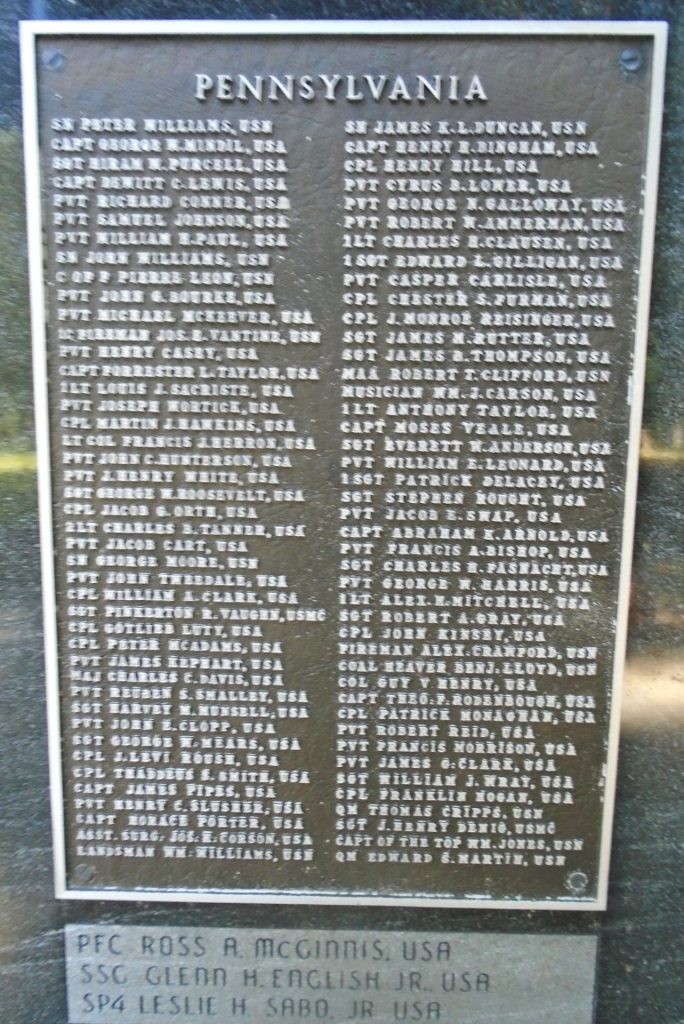 PENNSYLVANIA
SN PETER WILLIAMS, USN
CAPT GEORGE W. MINDIL, USA
SGT HIRAM W. PURCELL, USA
CAPT DEWITT C. LEWIS, USA
PVT RICHARD CONNER, USA
PVT SAMUEL JOHNSON, USA
PVT WILLIAM H. PAUL, USA
SN JOHN WILLIAMS, USN
C OF F PIERRE LEON, USN
PVT JOHN G. BOURKE, USA
PVT MICHAEL MCKEEVER, USA
1C FIREMAN JOS. E. VANTINE, USN
PVT HENRY CASEY, USA
CAPT FORRESTER L. TAYLOR, USA
1LT LOUIS J. SACRISTE, USA
PVT JOSEPH MORTICK, USA
CPL MARTIN J. HAWKINS, USA
LT COL FRANCIS J. HERRON, USA
PVT JOHN C. HUNTERSON, USA
PVT J. HENRY WHITE, USA
SGT GEORGE W. ROOSEVELT, USA
CPL JACOB G. ORTH, USA
2LT CHARLES B. TANNER, USA
PVT JACOB CART, USA
SN GEORGE MOORE, USN
PVT JOHN TWEEDALE, USA
CPL WILLIAM A. CLARK, USA
SGT PINKERTON R. VAUGHN, USMC
CPL GOTLIEB LUTY, USA
CPL PETER MCADAMS, USA
PVT JAMES KEPHART, USA
MAJ CHARLES C. DAVIS, USA
PVT REUBEN S. SMALLEY, USA
SGT HARVEY M. MUNSELL, USA
PVT JOHN E. CLOPP, USA
SGT GEORGE W. MEARS, USA
CPL J. LEVI ROUSH, USA
CPL THADDEUS S. SMITH, USA
CAPT JAMES PIPES, USA
PVT HENRY C. SLUSHER, USA
CAPT HORACE PORTER, USA
ASST. SURG. JOS. K. CORSON, USA
LANDSMAN WM. WILLIAMS, USN
SN JAMES K. L. DUNCAN, USN
CAPT HENRY H. BINGHAM, USA
CPL HENRY HILL, USA
PVT CYRUS B. LOWER, USA
PVT GEORGE N. GALLOWAY, USA
PVT ROBERT W. AMMERMAN, USA
1LT CHARLES H. CLAUSEN, USA
1SGT EDWARD L. GILLIGAN, USA
PVT CASPER CARLISLE, USA
CPL CHESTER S. FURMAN, USA
CPL J. MONROE REISINGER, USA
SGT JAMES M. RUTTER, USA
SGT JAMES B. THOMPSON, USA
MAA ROBERT T. CLIFFORD, USN
MUSICIAN WM. J. CARSON, USA
1LT ANTHONY TAYLOR, USA
CAPT MOSES VEALE, USA
SGT EVERETT W. ANDERSON, USA
PVT WILLIAM E. LEONARD, USA
1SGT PATRICK DELACEY, USA
SGT STEPHEN ROUGHT, USA
PVT JACOB E. SWAP, USA
CAPT ABRAHAM K. ARNOLD, USA
PVT FRANCIS A. BISHOP, USA
SGT CHARLES H. FASNACHT, USA
PVT GEORGE W. HARRIS, USA
1LT ALEX. H. MITCHELL, USA
SGT ROBERT A. GRAY, USA
CPL JOHN KINSEY, USA
FIREMAN ALEX. CRAWFORD, USN
COAL HEAVER BENJ. LLOYD, USN
COL GUY V HENRY, USA
CAPT THEO. F. RODENBOUGH, USA
CPL PATRICK MONAGHAN, USA
PVT ROBERT REID, USA
PVT FRANCIS MORRISON, USA
PVT JAMES G. CLARK, USA
SGT WILLIAM J. WRAY, USA
CPL FRANKLIN HOGAN, USA
QM THOMAS CRIPPS, USN
SGT J. HENRY DENIG, USMC
CAPT OF THE TOP WM. JONES, USN
QM EDWARD S. MARTIN, USN
PFC ROSS A. McGINNIS, USA
SSG GLENN H. ENGLISH JR., USA
SP4 LESLIE H. SABO, JR USA